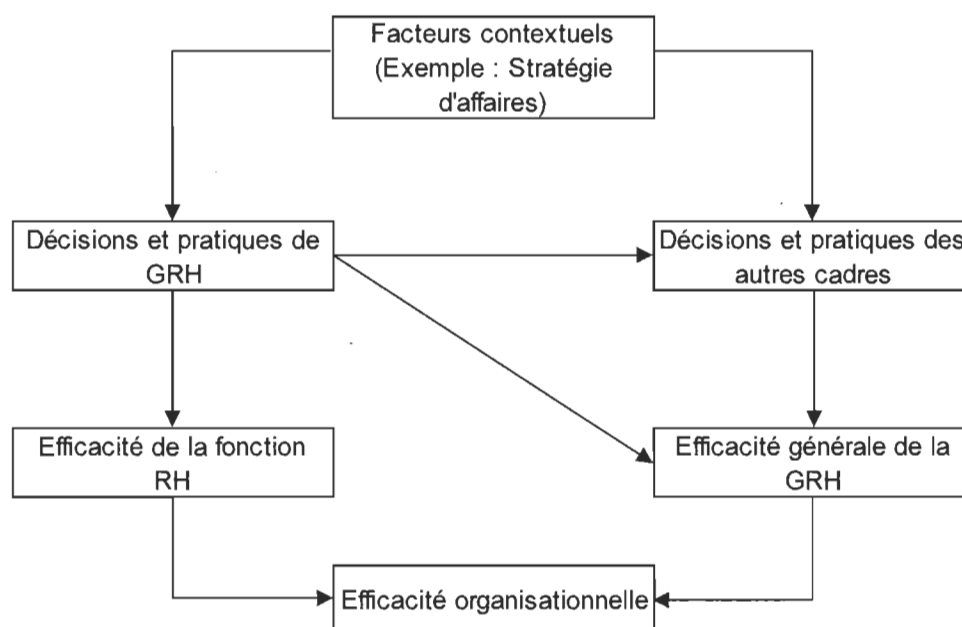 Facteurs contextuels
(Exemple : Stratégie
d'affaires)
Décisions et pratiques de
GRH
Décisions et pratiques des
autres cadres
Efficacité de la fonction
RH
Efficacité générale de la
GRH
Efficacité organisationnelle